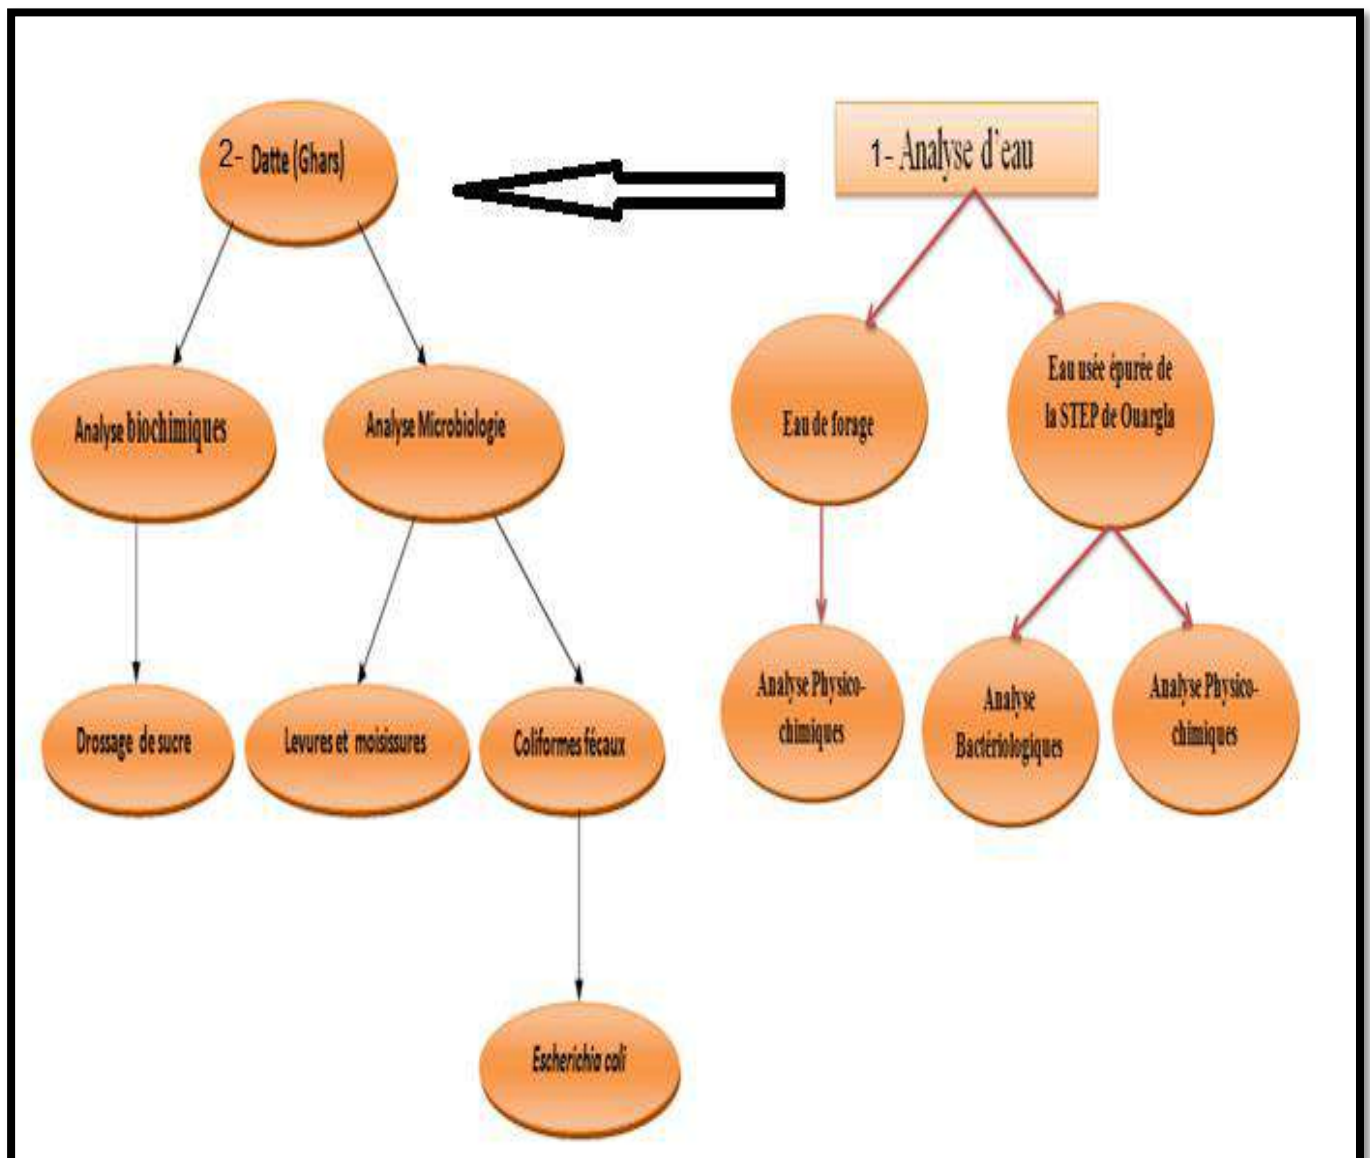 2- Datte (Ghars)
1- Analyse d'eau
Analyse biochimiques
Analyse Microbiologie
Eau de forage
Eau usée épurée de
la STEP de Ouargla
Drossage de sucre
Levures et moisissures
Coliformes fécaux
Analyse Physico-
chimiques
Analyse
Bactériologiques
Analyse Physico-
chimiques
Escherichia coli